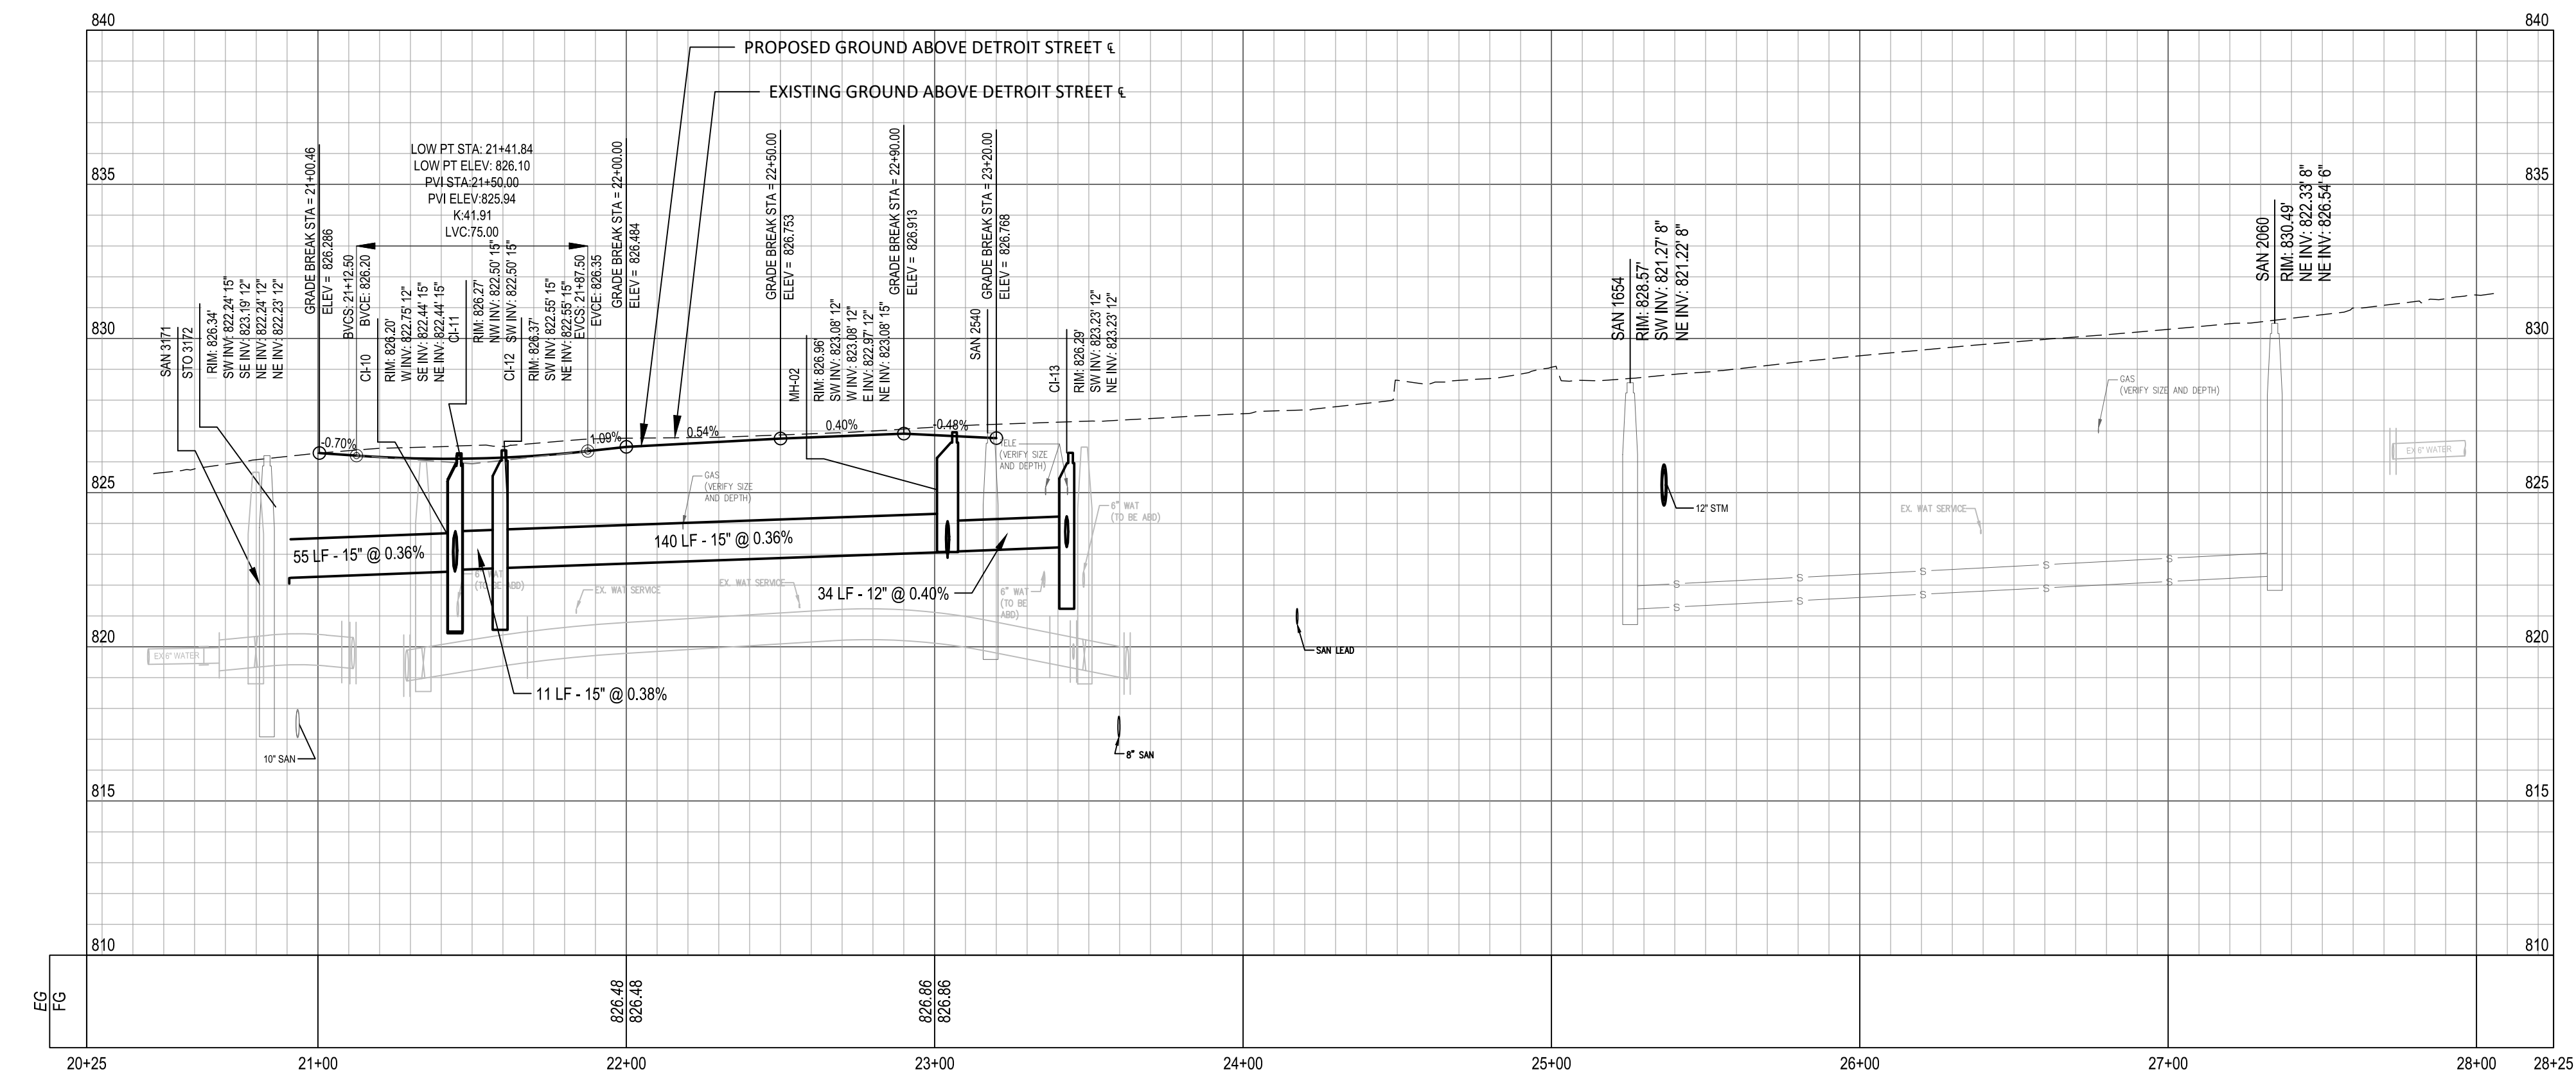 840
840
PROPOSED GROUND ABOVE DETROIT STREET ℄
EXISTING GROUND ABOVE DETROIT STREET ℄
835
835
830
830
825
825
820
820
815
815
810
810
SAN 3171
STO 3172
RIM: 826.34'
SW INV: 822.24' 15"
SE INV: 823.19' 12"
NE INV: 822.24' 12"
NE INV: 822.23' 12"
GRADE BREAK STA = 21+00.46
ELEV = 826.286
BVCS: 21+12.50
BVCE: 826.20
LOW PT STA: 21+41.84
LOW PT ELEV: 826.10
PVI STA:21+50.00
PVI ELEV:825.94
K:41.91
LVC:75.00
CI-10
RIM: 826.20'
W INV: 822.75' 12"
SE INV: 822.44' 15"
NE INV: 822.44' 15"
CI-11
RIM: 826.27'
NW INV: 822.50' 15"
SW INV: 822.50' 15"
CI-12
RIM: 826.37'
SW INV: 822.55' 15"
NE INV: 822.55' 15"
EVCS: 21+87.50
EVCE: 826.35
GRADE BREAK STA = 22+00.00
ELEV = 826.484
GRADE BREAK STA = 22+50.00
ELEV = 826.753
MH-02
RIM: 826.96'
SW INV: 823.08' 12"
W INV: 823.08' 12"
E INV: 822.97' 12"
NE INV: 823.08' 15"
GRADE BREAK STA = 22+90.00
ELEV = 826.913
SAN 2540
GRADE BREAK STA = 23+20.00
ELEV = 826.768
CI-13
RIM: 826.29'
SW INV: 823.23' 12"
NE INV: 823.23' 12"
SAN 1654
RIM: 828.57'
SW INV: 821.27' 8"
NE INV: 821.22' 8"
SAN 2060
RIM: 830.49'
NE INV: 822.33' 8"
NE INV: 826.54' 6"
-0.70%
1.09%
0.54%
0.40%
-0.48%
GAS
(VERIFY SIZE
AND DEPTH)
TELE
(VERIFY SIZE
AND DEPTH)
6" WAT
(TO BE ABD)
GAS
(VERIFY SIZE AND DEPTH)
EX 6" WATER
12" STM
EX. WAT SERVICE
55 LF - 15" @ 0.36%
140 LF - 15" @ 0.36%
34 LF - 12" @ 0.40%
11 LF - 15" @ 0.38%
WAT
(TO BE ABD)
EX. WAT SERVICE
EX. WAT SERVICE
6" WAT
(TO BE
ABD)
S S S S S
S S S S S
EX 6" WATER
SAN LEAD
10" SAN
8" SAN
EG
FG
826.48
826.48
826.86
826.86
20+25
21+00
22+00
23+00
24+00
25+00
26+00
27+00
28+00
28+25